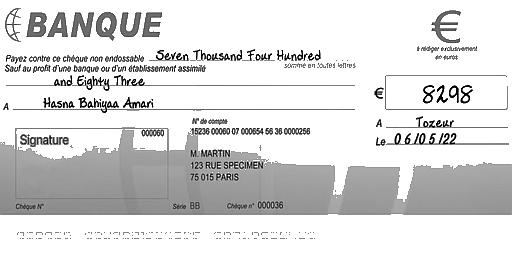 BANQUE
€
à rédiger exclusivement
en euros
Payez contre ce chèque non endossable Seven Thousand Four Hundred
somme en toutes lettres
Sauf au profit d'une banque ou d'un établissement assimilé
and Eighty Three
€ 8298
A Hasna Bahiyaa Amari
A Tozeur
Le 06/05/22
Signature
000060
N° de compte
15236 00060 07 000654 56 36 0000256
M. MARTIN
123 RUE SPECIMEN
75 015 PARIS
Chèque N° Série BB Chèque n° 000036